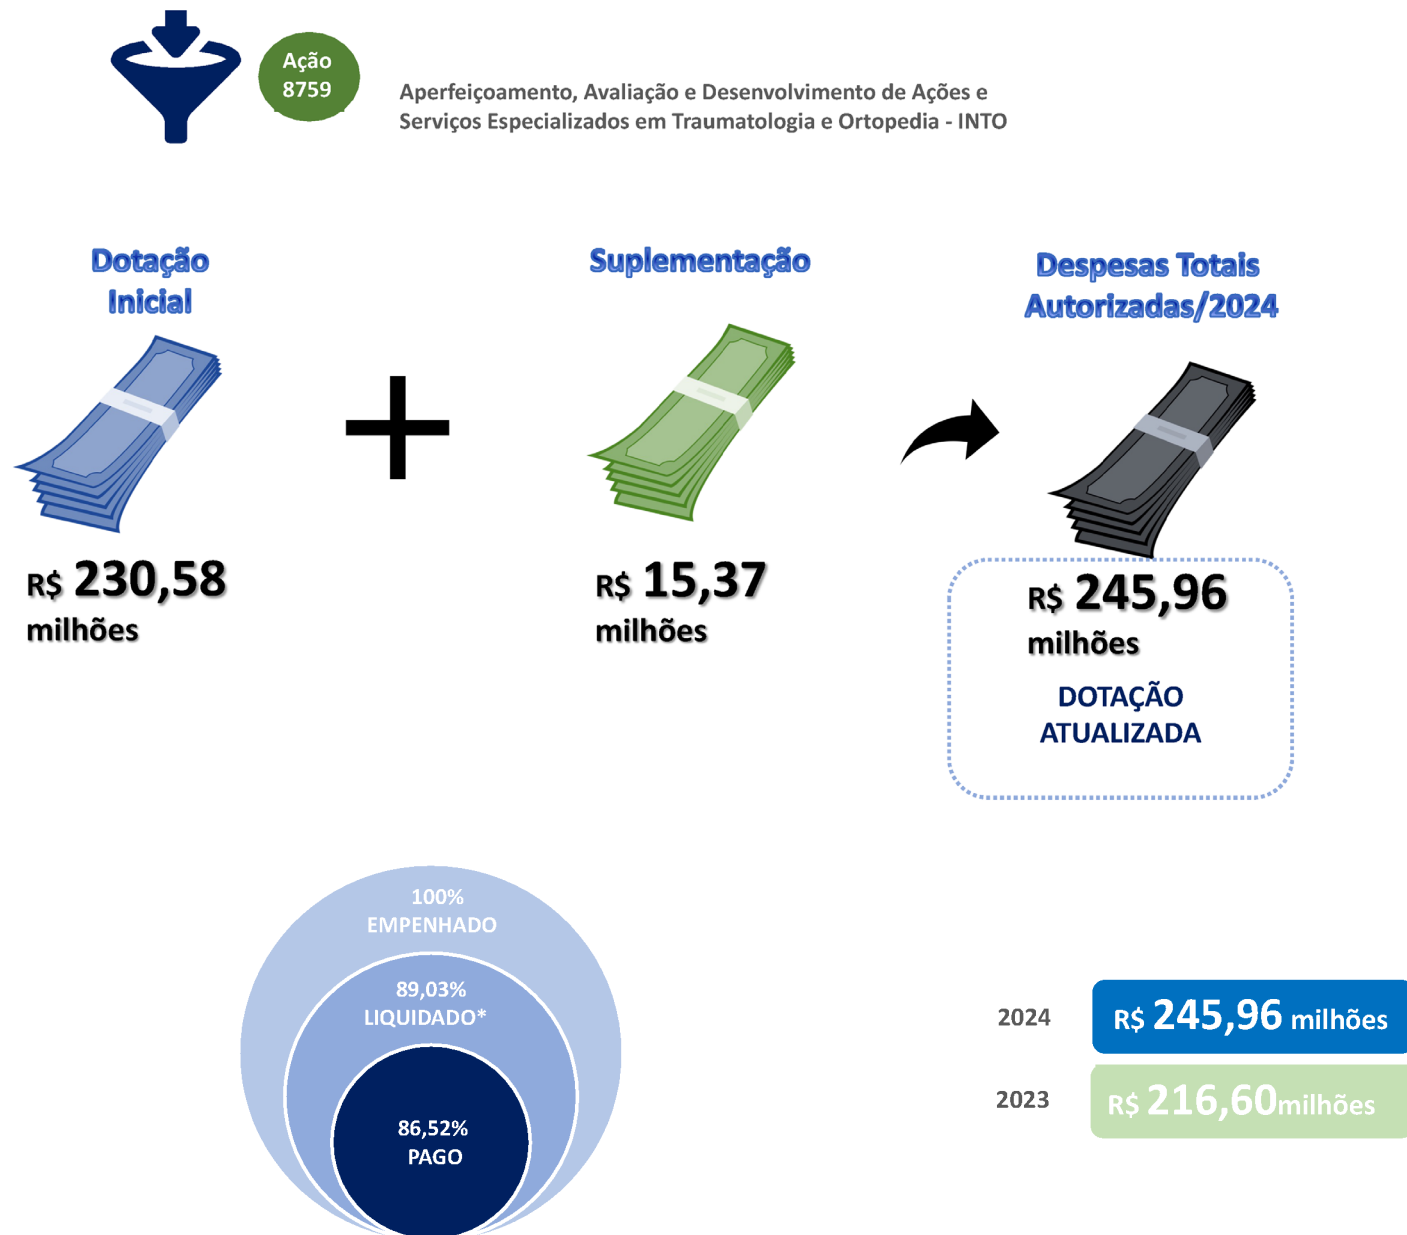 Ação
8759
Aperfeiçoamento, Avaliação e Desenvolvimento de Ações e
Serviços Especializados em Traumatologia e Ortopedia - INTO
Dotação
Inicial
R$ 230,58
milhões
Suplementação
R$ 15,37
milhões
Despesas Totais
Autorizadas/2024
R$ 245,96
milhões
DOTAÇÃO
ATUALIZADA
100%
EMPENHADO
89,03%
LIQUIDADO*
86,52%
PAGO
2024
R$ 245,96 milhões
2023
R$ 216,60milhões